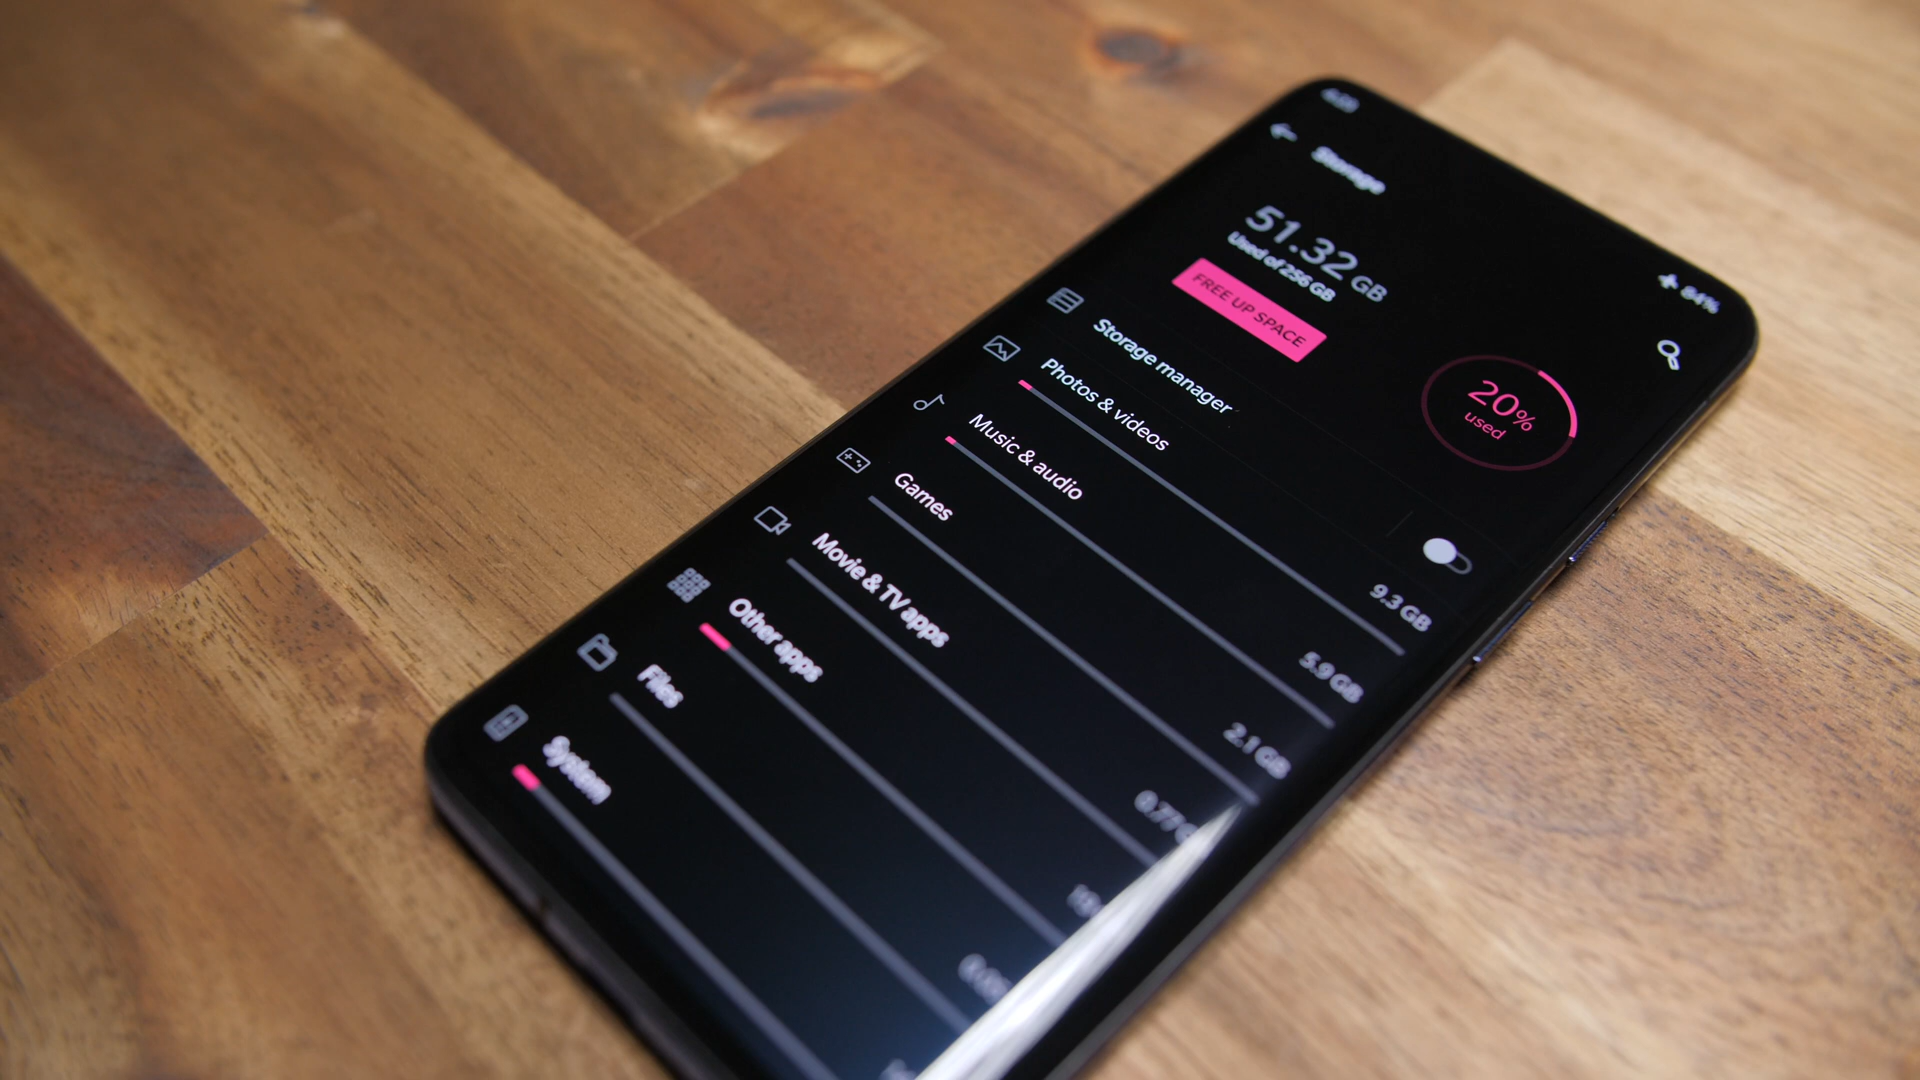 84%
Storage
51.32 GB
Used of 256 GB
FREE UP SPACE
20%
used
Storage manager
Photos & videos
9.3 GB
Music & audio
5.9 GB
Games
2.1 GB
Movie & TV apps
Other apps
Files
System